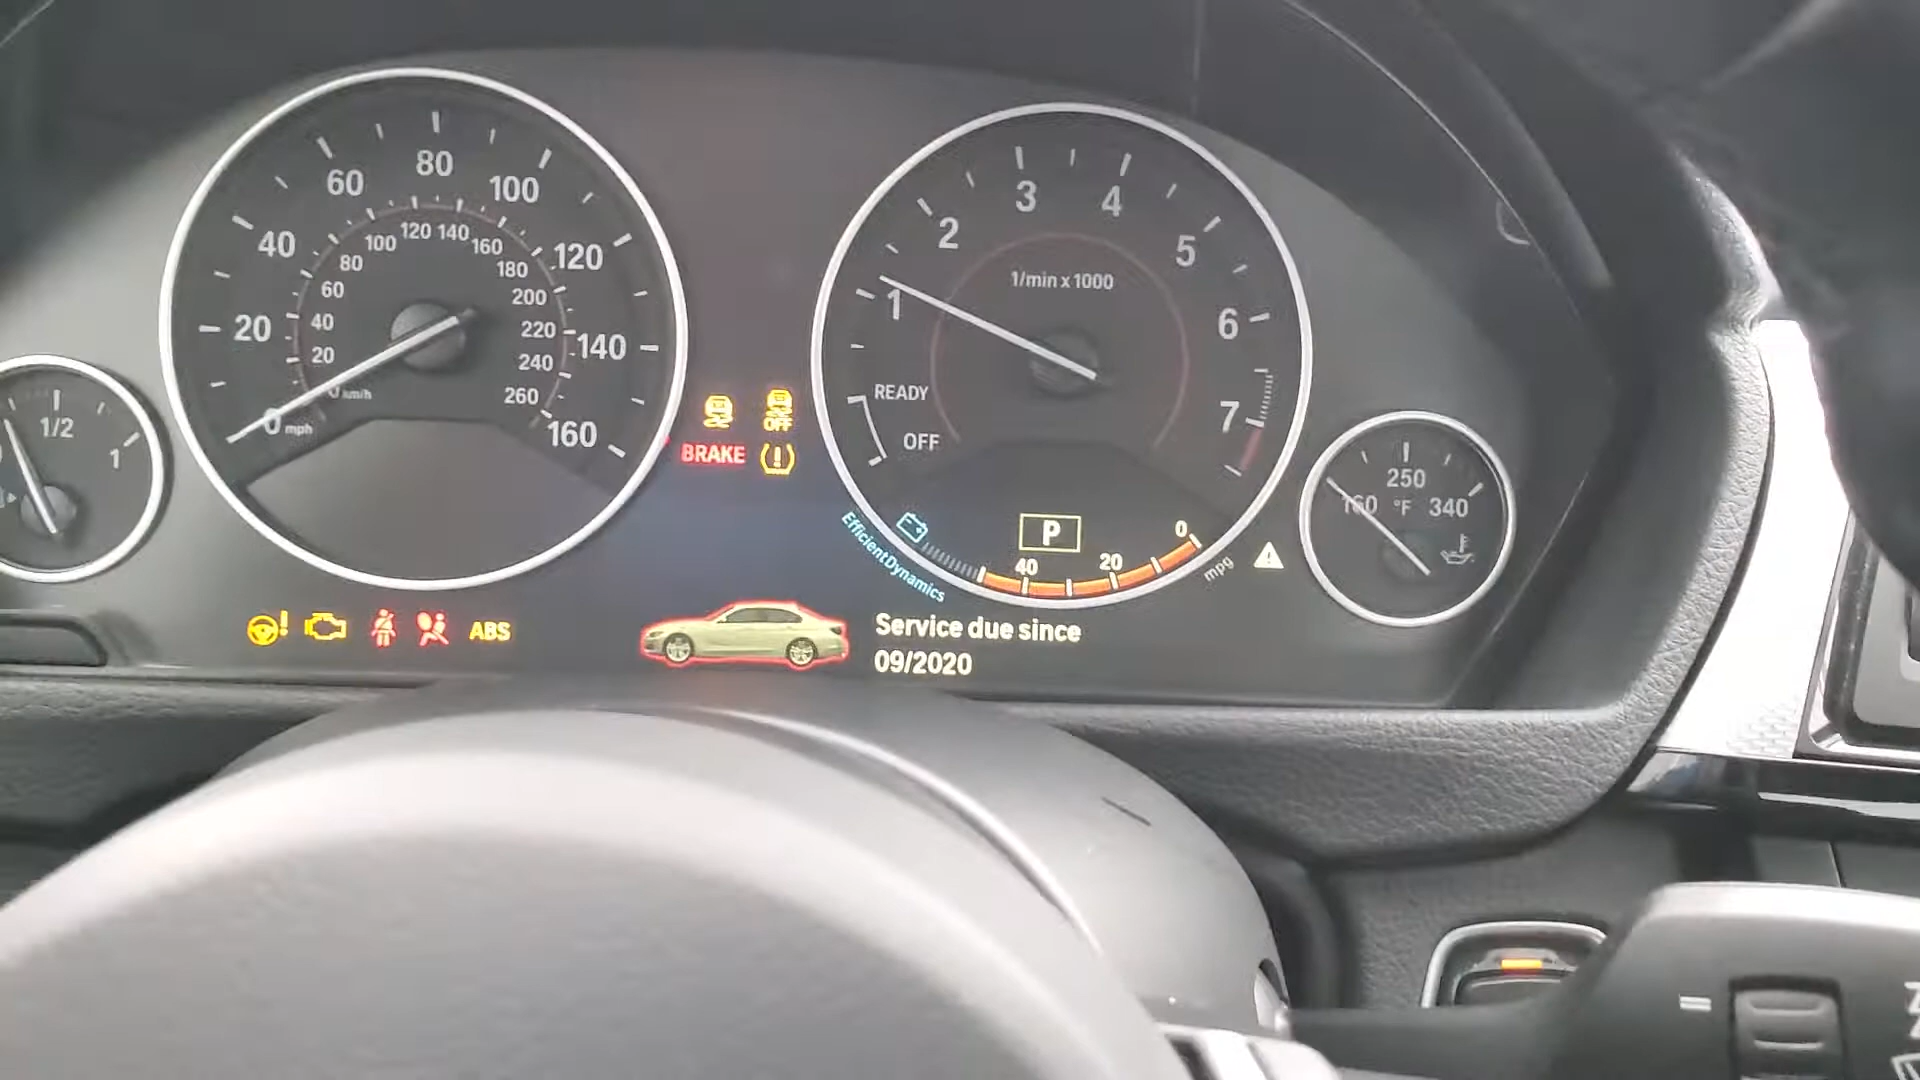 1/2
1
0 mph
20
40
60
80
100
120
140
160
km/h
20
40
60
80
100
120
140
160
180
200
220
240
260
OFF
BRAKE
1
2
3
4
5
6
7
1/min x 1000
READY
OFF
P
EfficientDynamics
40
20
0
mpg
160
250
340
°F
ABS
Service due since
09/2020